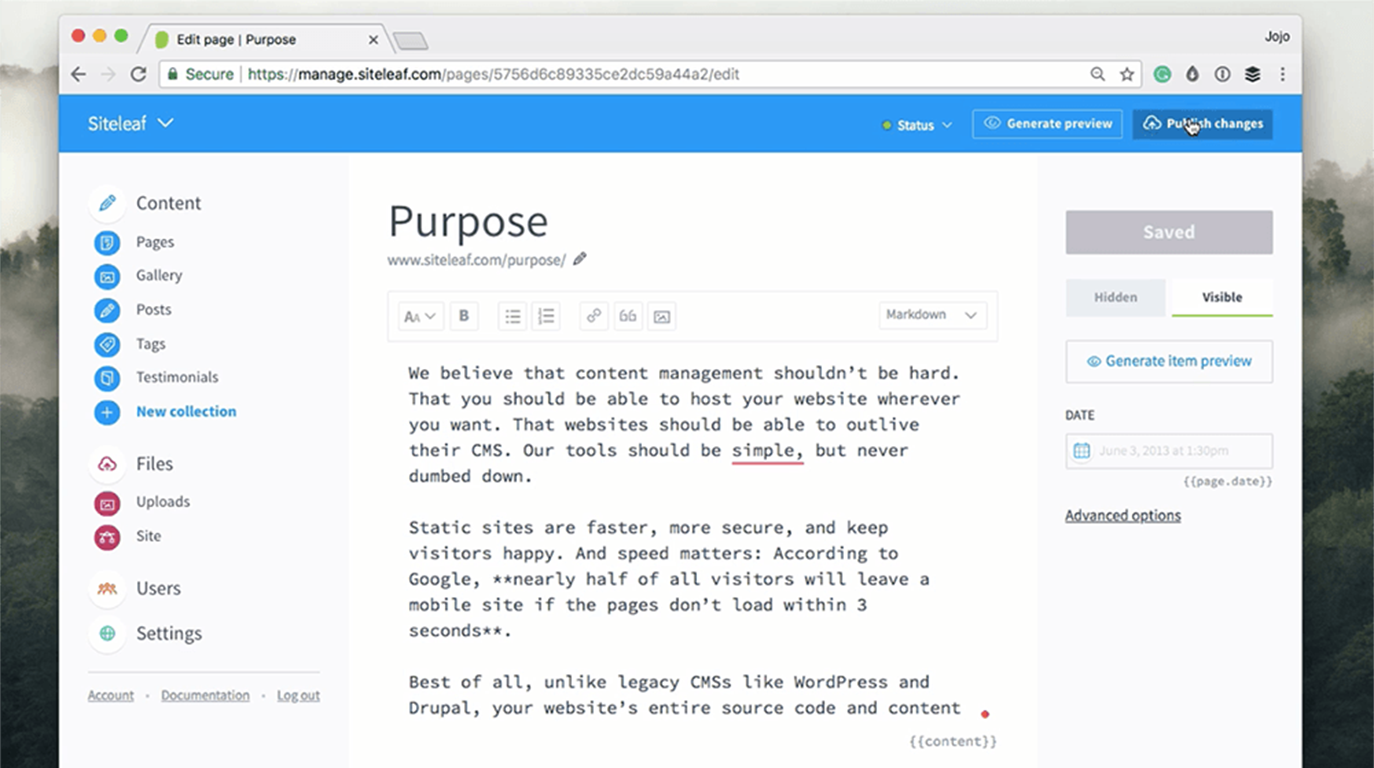 Edit page | Purpose
Jojo
Secure https://manage.siteleaf.com/pages/5756d6c89335ce2dc59a44a2/edit
Siteleaf
Status
Generate preview
Publish changes
Content
Pages
Gallery
Posts
Tags
Testimonials
New collection
Files
Uploads
Site
Users
Settings
Account · Documentation · Log out
Purpose
www.siteleaf.com/purpose/
AA
B
Markdown
We believe that content management shouldn’t be hard.
That you should be able to host your website wherever
you want. That websites should be able to outlive
their CMS. Our tools should be simple, but never
dumbed down.
Static sites are faster, more secure, and keep
visitors happy. And speed matters: According to
Google, **nearly half of all visitors will leave a
mobile site if the pages don’t load within 3
seconds**.
Best of all, unlike legacy CMSs like WordPress and
Drupal, your website’s entire source code and content
{{content}}
Saved
Hidden
Visible
Generate item preview
DATE
June 3, 2013 at 1:30pm
{{page.date}}
Advanced options